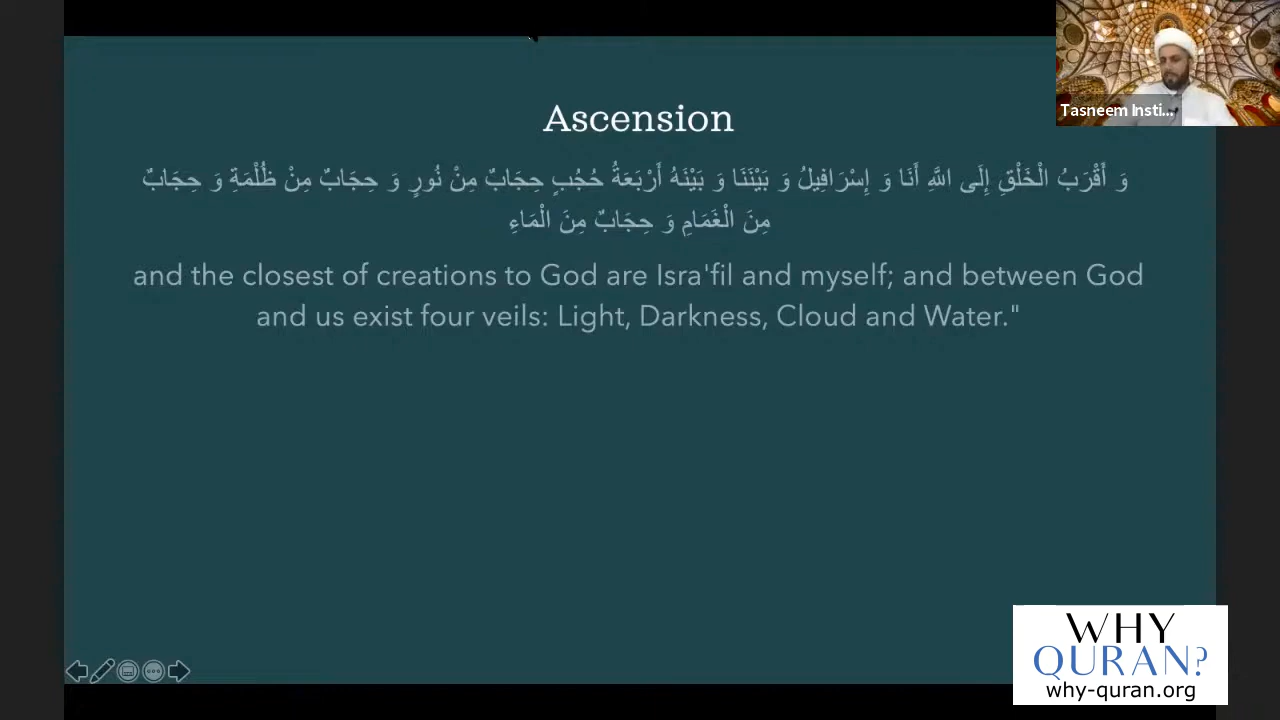 Tasneem Insti...
Ascension
وَ أَقْرَبُ الْخَلْقِ إِلَى اللَّهِ أَنَا وَ إِسْرَافِيلُ وَ بَيْنَنَا وَ بَيْنَهُ أَرْبَعَةُ حُجُبٍ حِجَابٌ مِنْ نُورٍ وَ حِجَابٌ مِنْ ظُلْمَةِ وَ حِجَابٌ
مِنَ الْغَمَامِ وَ حِجَابٌ مِنَ الْمَاءِ
and the closest of creations to God are Isra'fil and myself; and between God
and us exist four veils: Light, Darkness, Cloud and Water."
WHY
QURAN?
why-quran.org